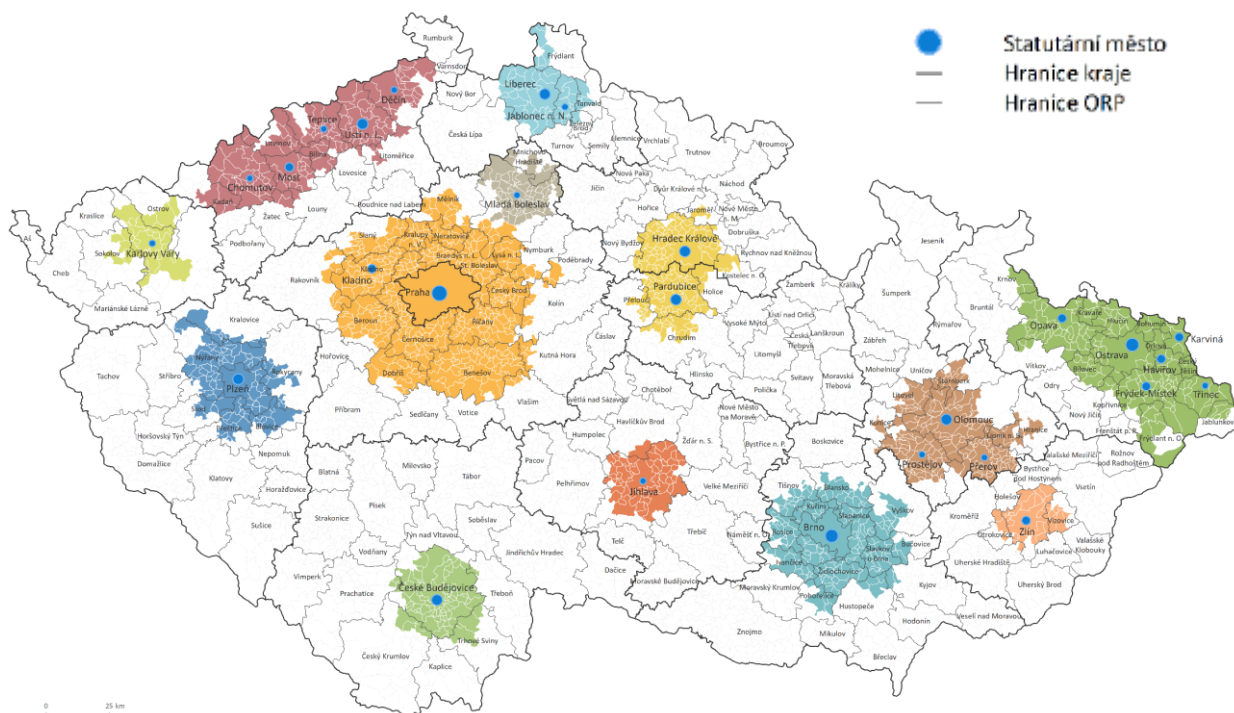 Statutární město
Hranice kraje
Hranice ORP
Rumburk
Varnsdorf
Frýdlant
Děčín
Nový Bor
Liberec
Tanvald
Jablonec n. N.
Železný
Brod
Teplice
Ústí n. L.
Česká Lípa
Turnov
Semily
Jilemnice
Vrchlabí
Trutnov
Broumov
Litvínov
Bílina
Litoměřice
Mnichovo
Hradiště
Most
Lovosice
Nová Paka
Chomutov
Mladá Boleslav
Jičín
Dvůr Králové n. L.
Náchod
Kadaň
Roudnice nad Labem
Mělník
Hořice
Jaroměř
Nové Město
n. M.
Ostrov
Žatec
Louny
Kraslice
Podbořany
Slaný
Kralupy
n. V.
Neratovice
Nový Bydžov
Hradec Králové
Dobruška
Aš
Sokolov
Karlovy Vary
Brandýs n. L.
St. Boleslav
Lysá n. L.
Nymburk
Poděbrady
Rychnov nad Kněžnou
Jeseník
Cheb
Rakovník
Kladno
Kladno
Kostelec n. O.
Praha
Český Brod
Kolín
Pardubice
Přelouč
Holice
Žamberk
Králíky
Šumperk
Krnov
Mariánské Lázně
Beroun
Říčany
Vysoké Mýto
Ústí nad Orlicí
Bruntál
Opava
Kravaře
Hlučín
Bohumín
Kralovice
Černošice
Kutná Hora
Čáslav
Chrudim
Česká
Třebová
Lanškroun
Rýmařov
Zábřeh
Ostrava
Orlová
Karviná
Nýřany
Hořovice
Litomyšl
Mohelnice
Uničov
Vítkov
Bílovec
Havířov
Český
Těšín
Tachov
Stříbro
Plzeň
Rokycany
Dobříš
Benešov
Hlinsko
Svitavy
Moravská
Třebová
Šternberk
Odry
Frýdek-Místek
Třinec
Vlašim
Chotěboř
Polička
Litovel
Kopřivnice
Stod
Příbram
Sedlčany
Votice
Světlá nad Sázavou
Nové Město
na Moravě
Olomouc
Nový Jičín
Jablunkov
Přeštice
Blovice
Havlíčkův Brod
Konice
Lipník n. B.
Hranice
Frenštát p. R.
Frýdlant n. O.
Horšovský Týn
Humpolec
Žďár n. S.
Bystřice n. P.
Boskovice
Domažlice
Nepomuk
Milevsko
Pacov
Prostějov
Přerov
Valašské Meziříčí
Rožnov
pod Radhoštěm
Klatovy
Blatná
Tábor
Pelhřimov
Jihlava
Velké Meziříčí
Tišnov
Blansko
Bystřice
pod Hostýnem
Horažďovice
Písek
Kuřim
Šlapanice
Vyškov
Holešov
Vsetín
Sušice
Strakonice
Soběslav
Třebíč
Brno
Kroměříž
Zlín
Vizovice
Týn nad Vltavou
Telč
Náměšť n. O.
Rosice
Bučovice
Otrokovice
Valašské
Klobouky
Vodňany
Jindřichův Hradec
Dačice
Ivančice
Slavkov
u Brna
Luhačovice
Vimperk
Prachatice
České Budějovice
Třeboň
Moravské Budějovice
Židlochovice
Uherské Hradiště
Moravský Krumlov
Pohořelice
Kyjov
Uherský Brod
Hustopeče
Trhové Sviny
Znojmo
Hodonín
Veselí nad Moravou
Český Krumlov
Mikulov
Kaplice
Břeclav
0 25 km